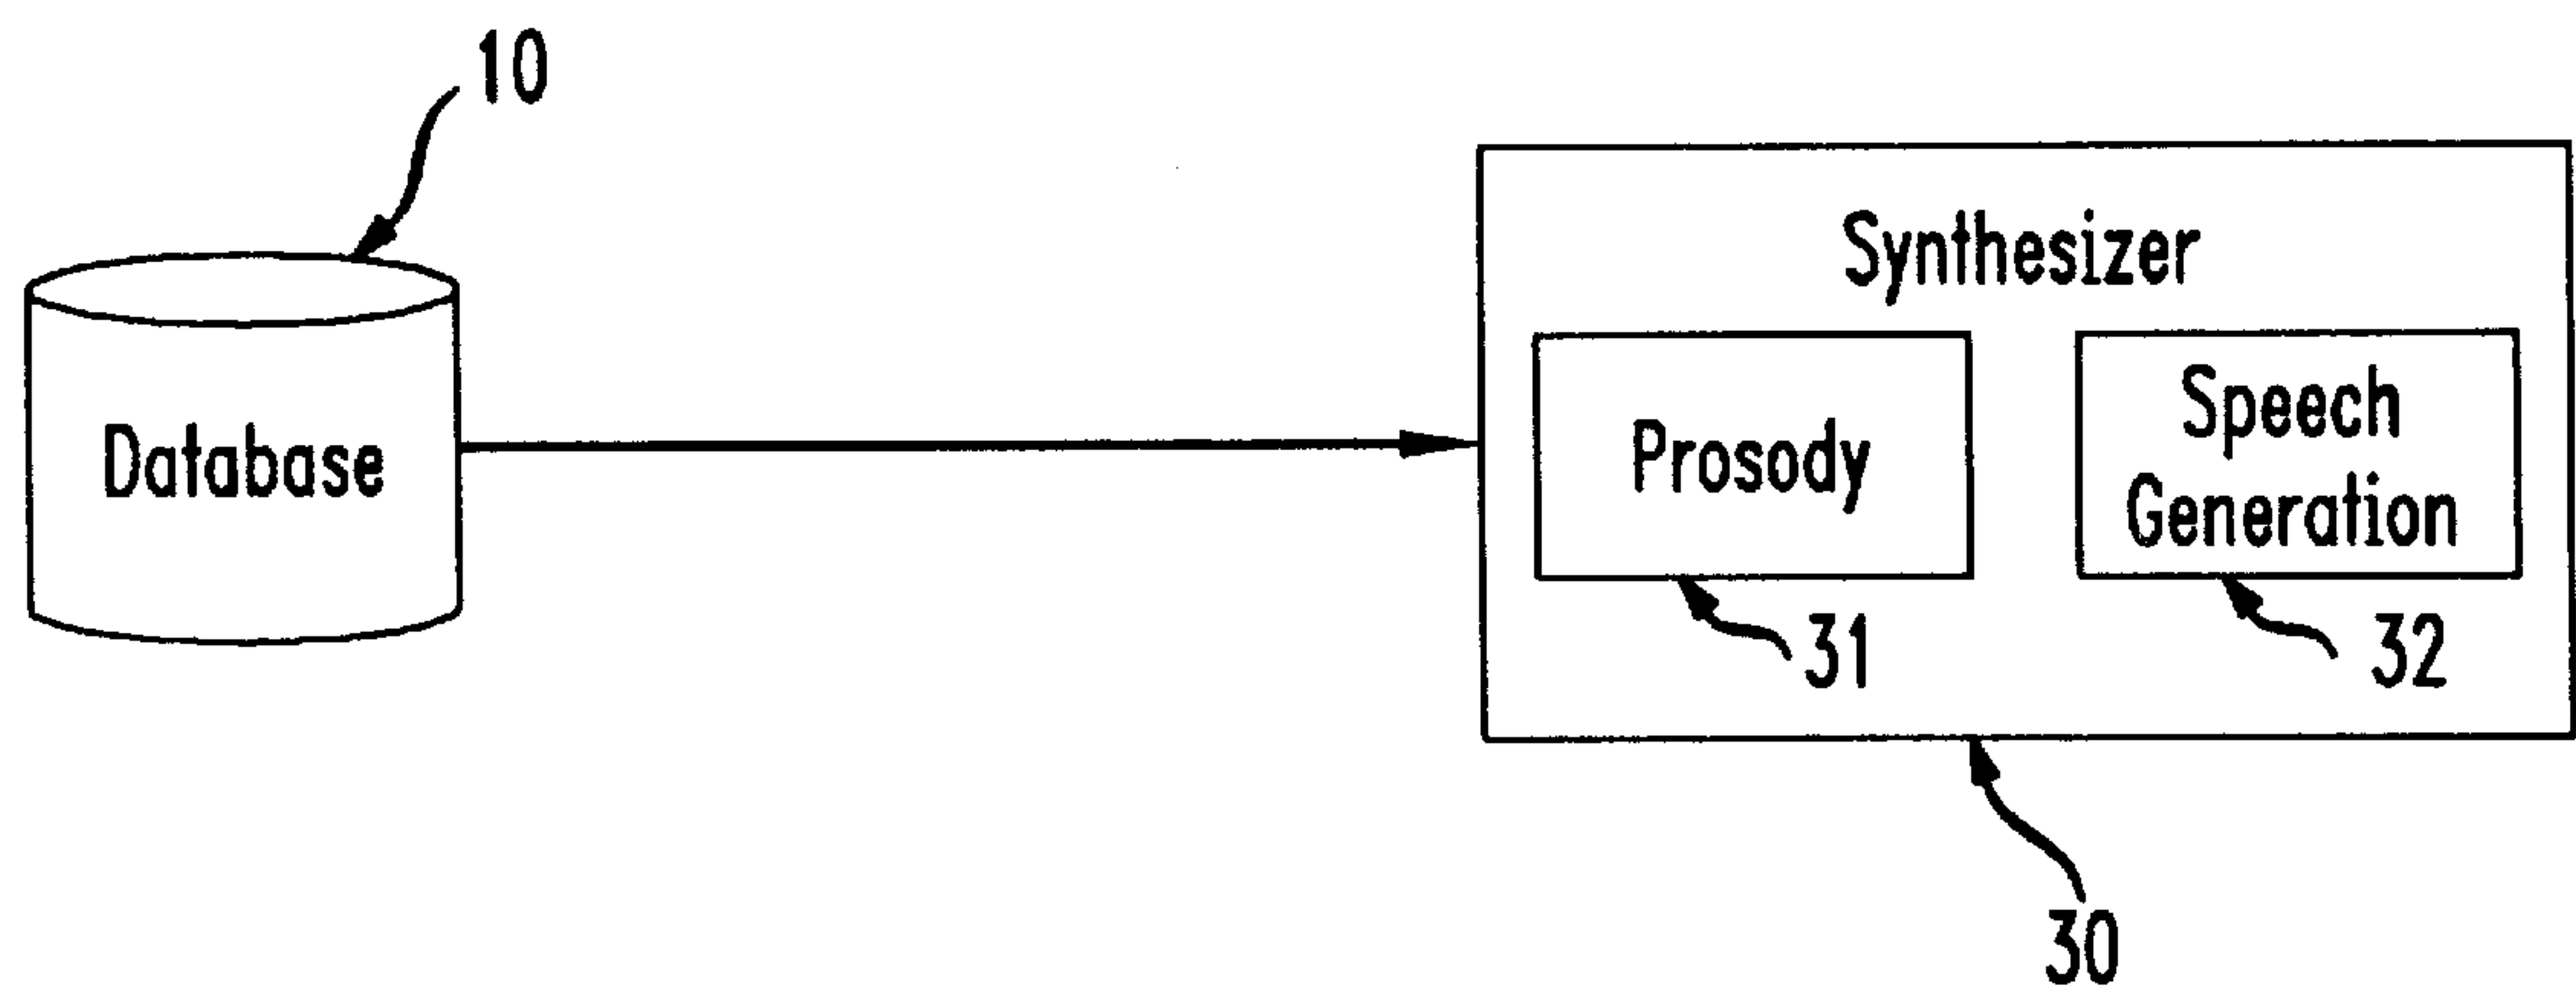 10
Database
Synthesizer
Prosody
Speech
Generation
31
32
30